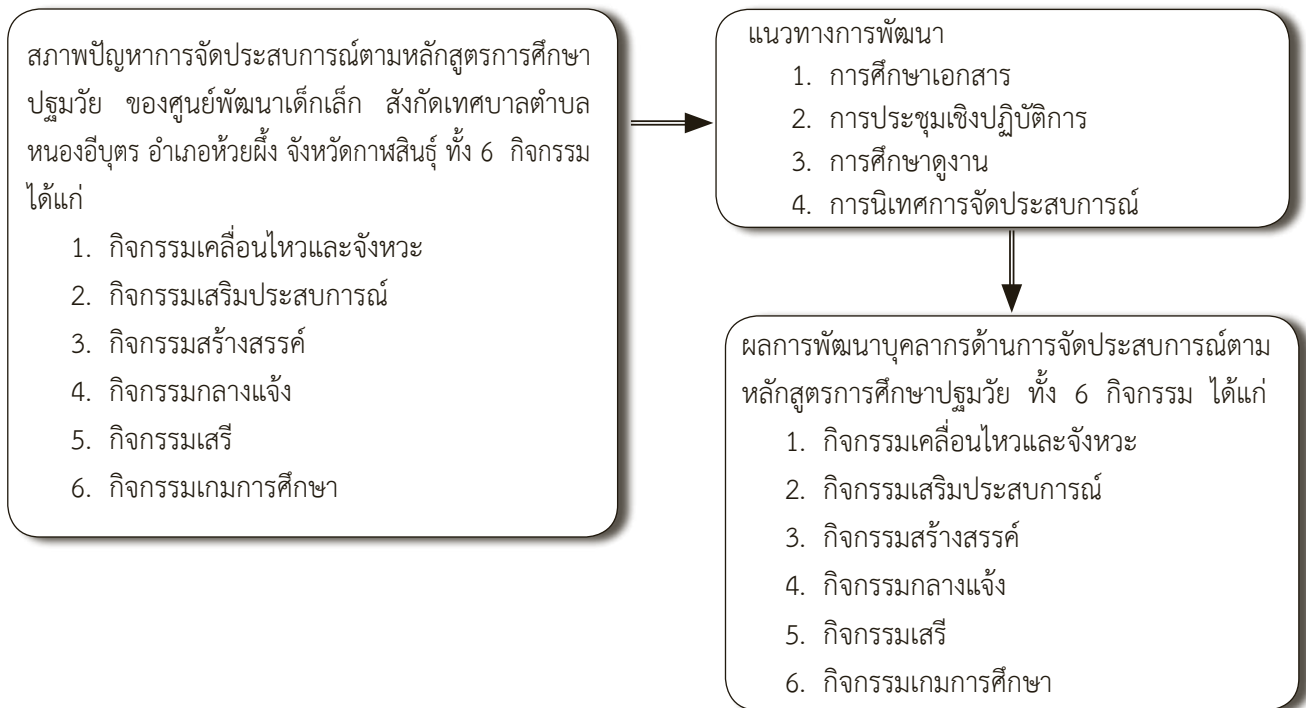 สภาพปัญหาการจัดประสบการณ์ตามหลักสูตรการศึกษา
ปฐมวัย ของศูนย์พัฒนาเด็กเล็ก สังกัดเทศบาลตำบล
หนองอีบุตร อำเภอห้วยผึ้ง จังหวัดกาฬสินธุ์ ทั้ง 6 กิจกรรม
ได้แก่
1. กิจกรรมเคลื่อนไหวและจังหวะ
2. กิจกรรมเสริมประสบการณ์
3. กิจกรรมสร้างสรรค์
4. กิจกรรมกลางแจ้ง
5. กิจกรรมเสรี
6. กิจกรรมเกมการศึกษา
แนวทางการพัฒนา
1. การศึกษาเอกสาร
2. การประชุมเชิงปฏิบัติการ
3. การศึกษาดูงาน
4. การนิเทศการจัดประสบการณ์
ผลการพัฒนาบุคลากรด้านการจัดประสบการณ์ตาม
หลักสูตรการศึกษาปฐมวัย ทั้ง 6 กิจกรรม ได้แก่
1. กิจกรรมเคลื่อนไหวและจังหวะ
2. กิจกรรมเสริมประสบการณ์
3. กิจกรรมสร้างสรรค์
4. กิจกรรมกลางแจ้ง
5. กิจกรรมเสรี
6. กิจกรรมเกมการศึกษา